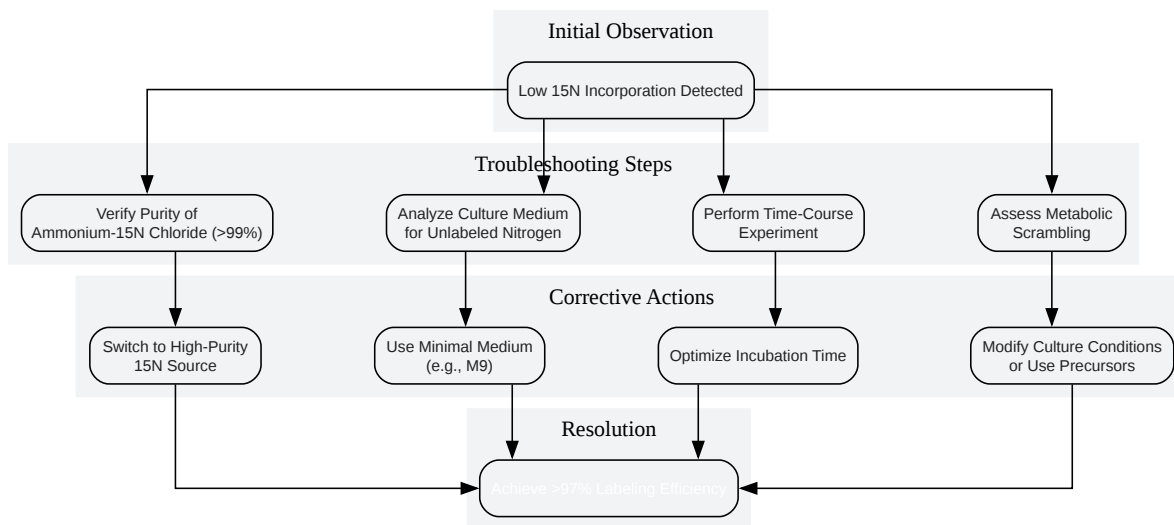 Initial Observation
Low 15N Incorporation Detected
Troubleshooting Steps
Verify Purity of
Ammonium-15N Chloride (>99%)
Analyze Culture Medium
for Unlabeled Nitrogen
Perform Time-Course
Experiment
Assess Metabolic
Scrambling
Corrective Actions
Switch to High-Purity
15N Source
Use Minimal Medium
(e.g., M9)
Optimize Incubation Time
Modify Culture Conditions
or Use Precursors
Resolution
Achieve >97% Labeling Efficiency